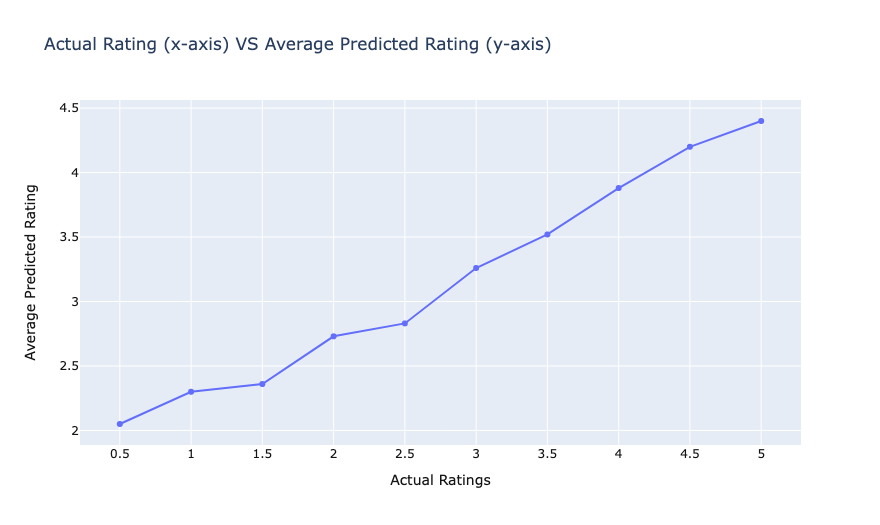 Actual Rating (x-axis) VS Average Predicted Rating (y-axis)
4.5
4
3.5
3
2.5
2
Average Predicted Rating
0.5 1 1.5 2 2.5 3 3.5 4 4.5 5
Actual Ratings